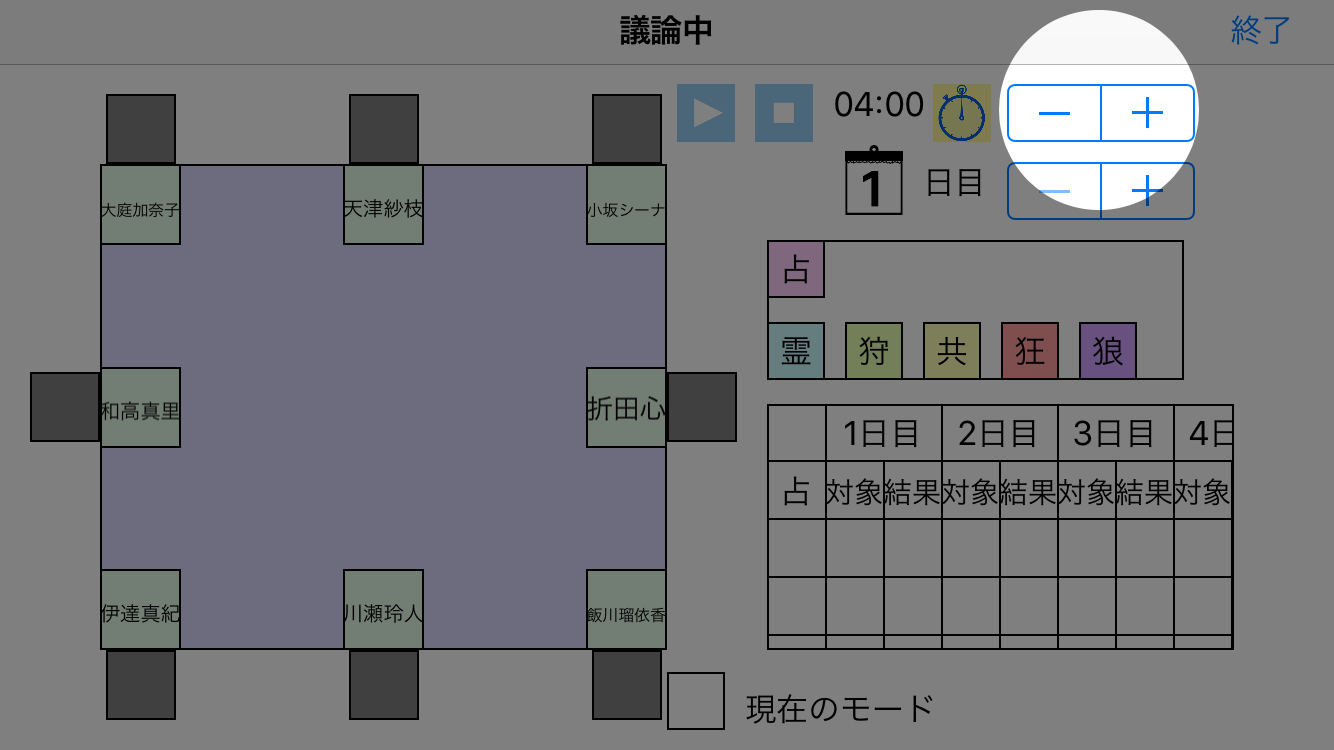 議論中
終了
04:00
− +
1 日目
− +
大庭加奈子
天津紗枝
小坂シーナ
和高真里
折田心
伊達真紀
川瀬玲人
飯川瑠依香
占
霊 狩 共 狂 狼
1日目 2日目 3日目 4日
占 対象 結果 対象 結果 対象 結果 対象
現在のモード